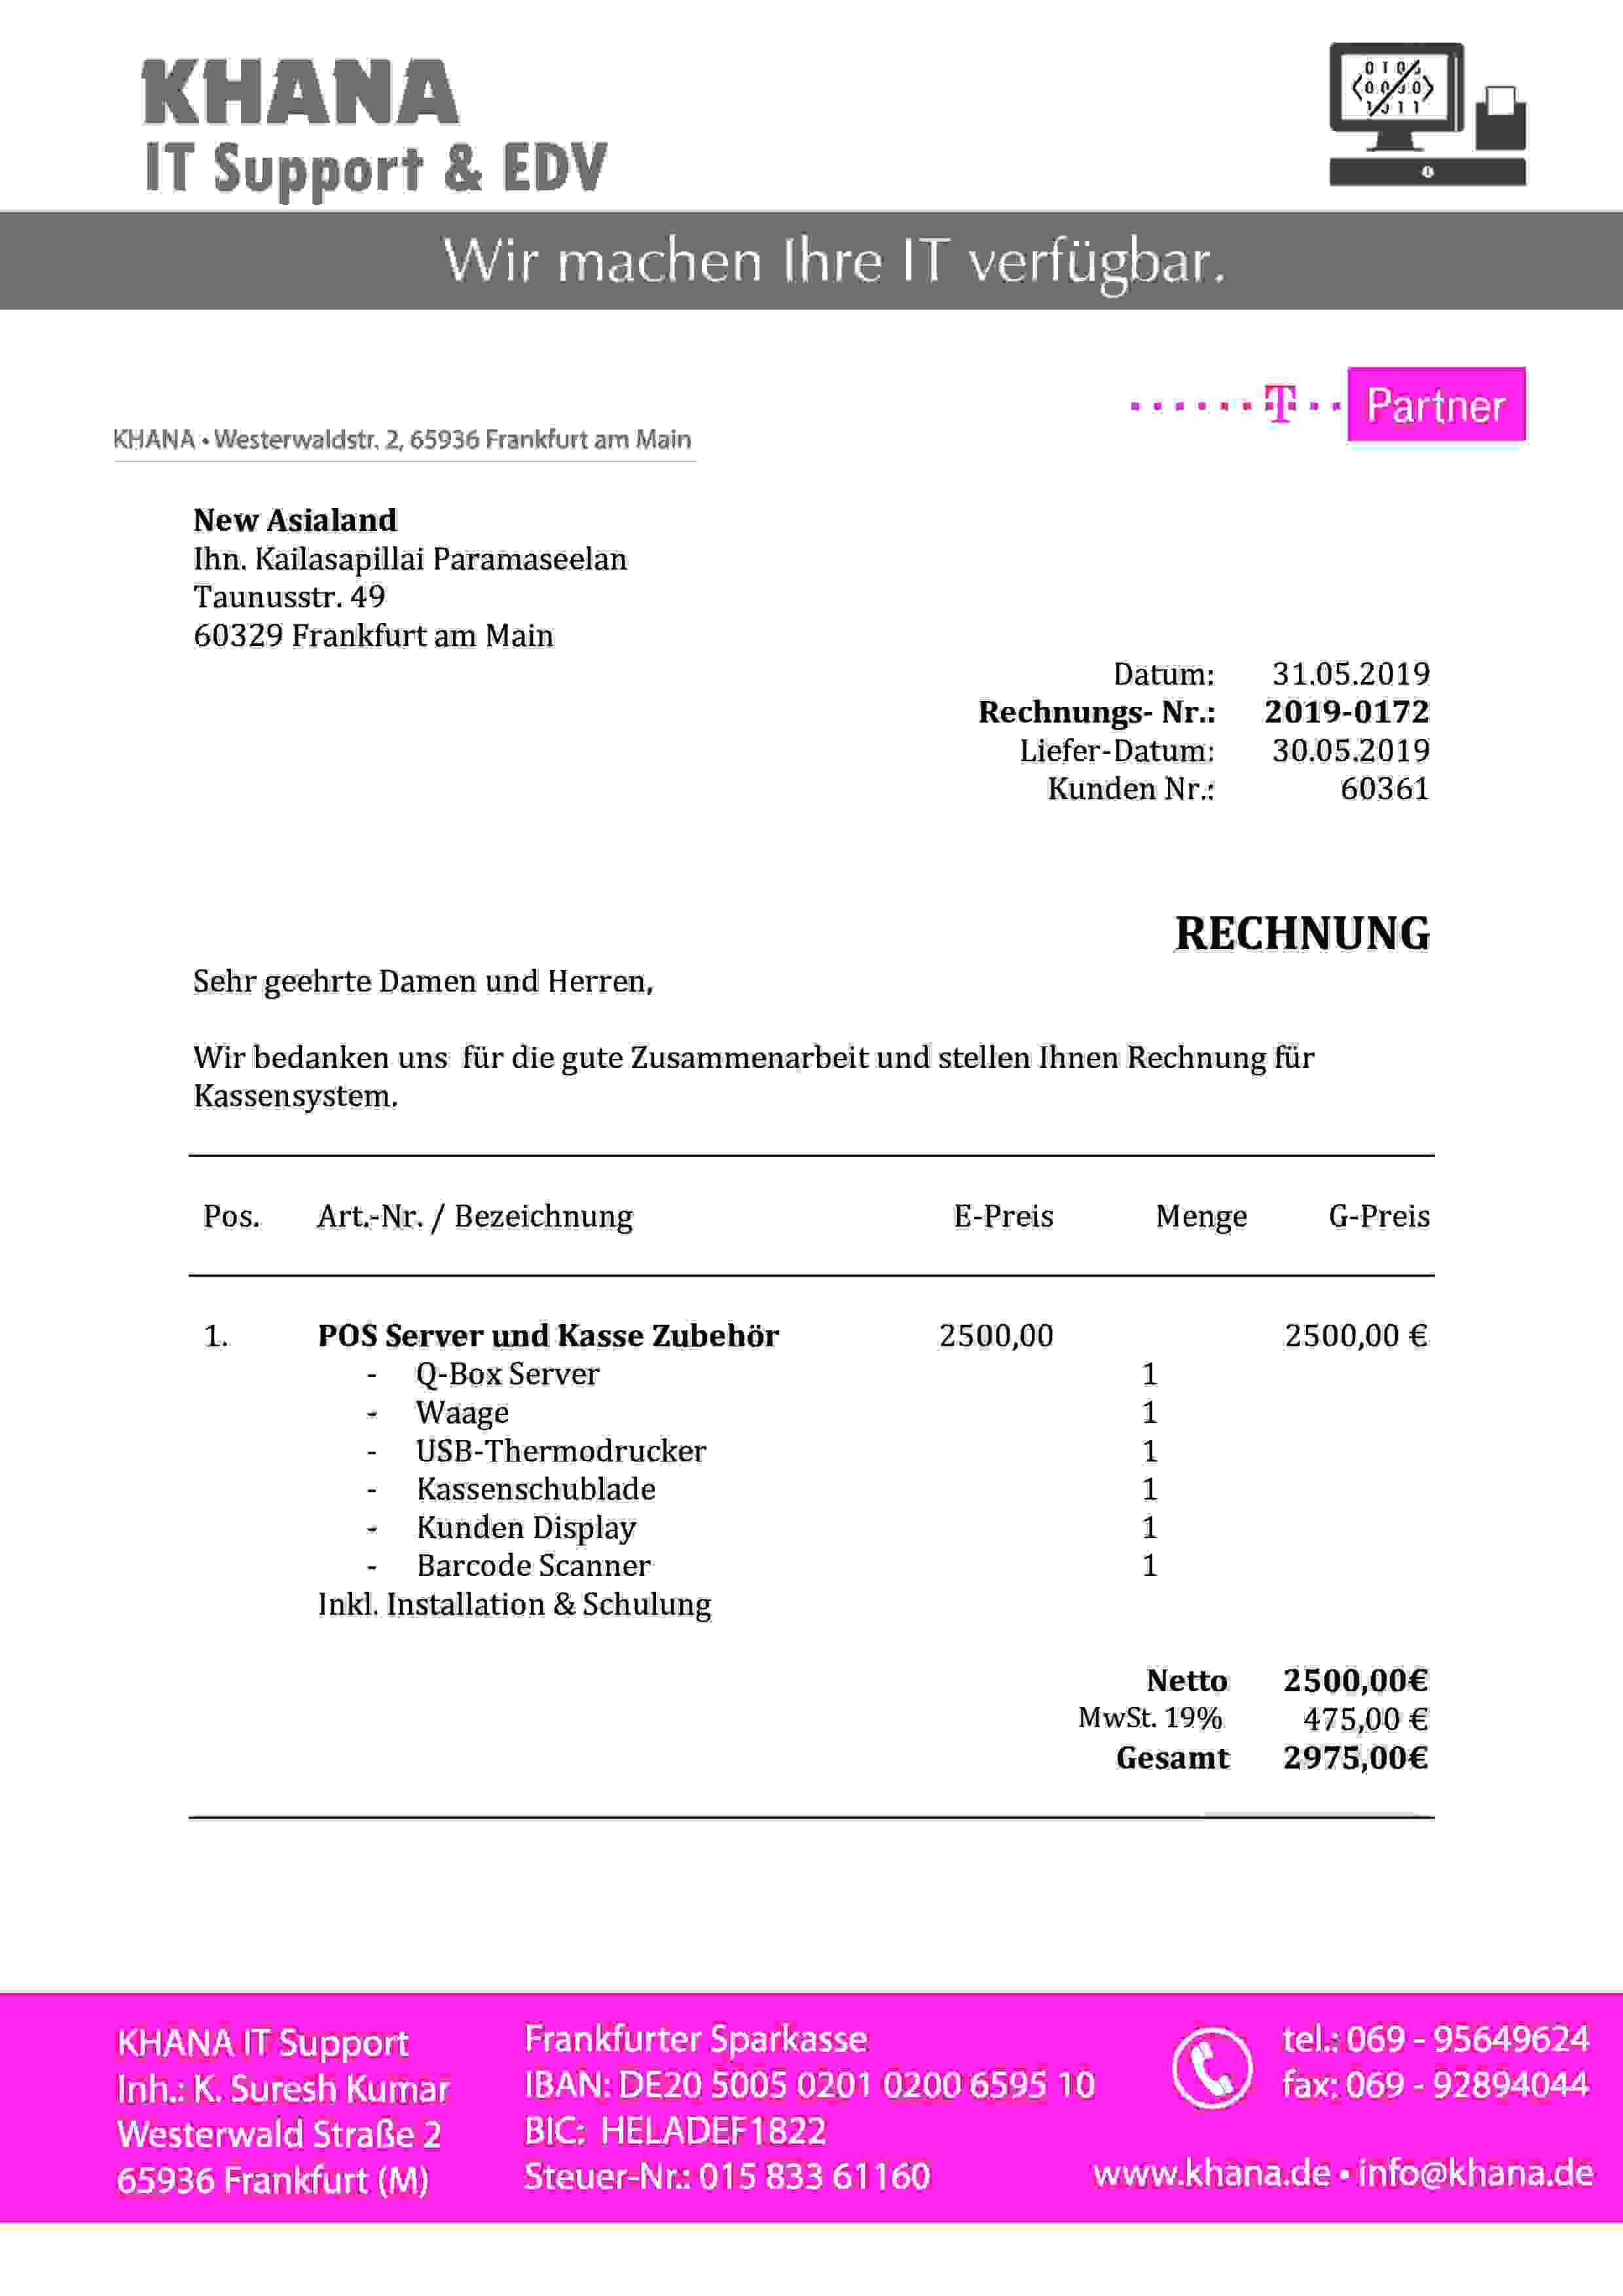 KHANA
IT Support & EDV
Wir machen Ihre IT verfügbar.
T Partner
KHANA • Westerwaldstr. 2, 65936 Frankfurt am Main
New Asialand
Ihn. Kailasapillai Paramaseelan
Taunusstr. 49
60329 Frankfurt am Main
Datum: 31.05.2019
Rechnungs- Nr.: 2019-0172
Liefer-Datum: 30.05.2019
Kunden Nr.: 60361
RECHNUNG
Sehr geehrte Damen und Herren,
Wir bedanken uns für die gute Zusammenarbeit und stellen Ihnen Rechnung für
Kassensystem.
Pos. Art.-Nr. / Bezeichnung E-Preis Menge G-Preis
1. POS Server und Kasse Zubehör 2500,00 2500,00 €
- Q-Box Server 1
- Waage 1
- USB-Thermodrucker 1
- Kassenschublade 1
- Kunden Display 1
- Barcode Scanner 1
Inkl. Installation & Schulung
Netto 2500,00€
MwSt. 19% 475,00 €
Gesamt 2975,00€
KHANA IT Support
Inh.: K. Suresh Kumar
Westerwald Straße 2
65936 Frankfurt (M)
Frankfurter Sparkasse
IBAN: DE20 5005 0201 0200 6595 10
BIC: HELADEF1822
Steuer-Nr.: 015 833 61160
tel.: 069 - 95649624
fax: 069 - 92894044
www.khana.de • info@khana.de